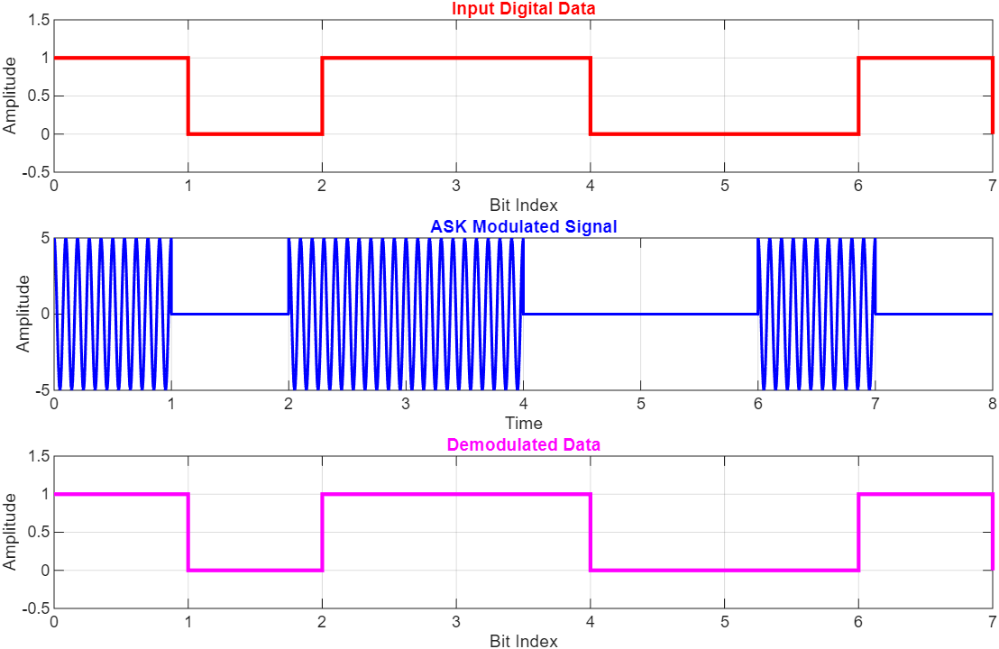 Input Digital Data
1.5
1
0.5
0
-0.5
Amplitude
0 1 2 3 4 5 6 7
Bit Index
ASK Modulated Signal
5
0
-5
Amplitude
0 1 2 3 4 5 6 7 8
Time
Demodulated Data
1.5
1
0.5
0
-0.5
Amplitude
0 1 2 3 4 5 6 7
Bit Index